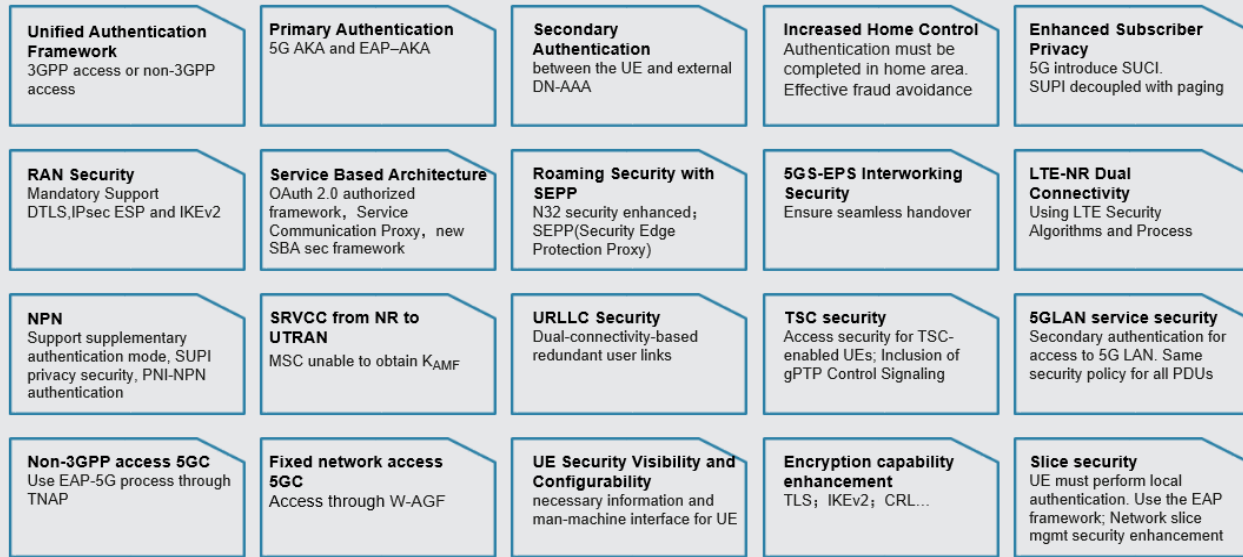 Unified Authentication
Framework
3GPP access or non-3GPP
access
Primary Authentication
5G AKA and EAP–AKA
Secondary
Authentication
between the UE and external
DN-AAA
Increased Home Control
Authentication must be
completed in home area.
Effective fraud avoidance
Enhanced Subscriber
Privacy
5G introduce SUCI.
SUPI decoupled with paging
RAN Security
Mandatory Support
DTLS,IPsec ESP and IKEv2
Service Based Architecture
OAuth 2.0 authorized
framework，Service
Communication Proxy，new
SBA sec framework
Roaming Security with
SEPP
N32 security enhanced；
SEPP(Security Edge
Protection Proxy)
5GS-EPS Interworking
Security
Ensure seamless handover
LTE-NR Dual
Connectivity
Using LTE Security
Algorithms and Process
NPN
Support supplementary
authentication mode, SUPI
privacy security, PNI-NPN
authentication
SRVCC from NR to
UTRAN
MSC unable to obtain KAMF
URLLC Security
Dual-connectivity-based
redundant user links
TSC security
Access security for TSC-
enabled UEs; Inclusion of
gPTP Control Signaling
5GLAN service security
Secondary authentication for
access to 5G LAN. Same
security policy for all PDUs
Non-3GPP access 5GC
Use EAP-5G process through
TNAP
Fixed network access
5GC
Access through W-AGF
UE Security Visibility and
Configurability
necessary information and
man-machine interface for UE
Encryption capability
enhancement
TLS；IKEv2；CRL...
Slice security
UE must perform local
authentication. Use the EAP
framework; Network slice
mgmt security enhancement